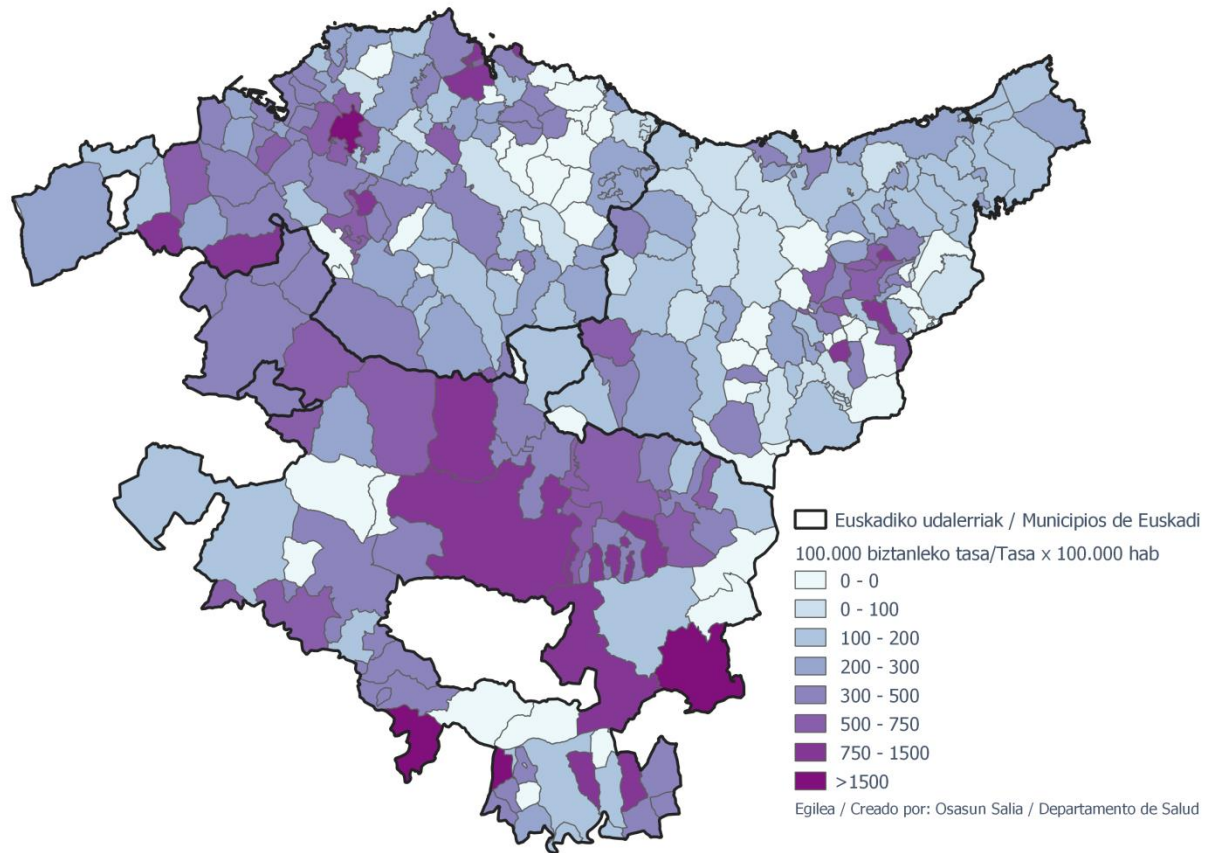 Euskadiko udalerriak / Municipios de Euskadi
100.000 biztanleko tasa/Tasa x 100.000 hab
0 - 0
0 - 100
100 - 200
200 - 300
300 - 500
500 - 750
750 - 1500
>1500
Egilea / Creado por: Osasun Salia / Departamento de Salud